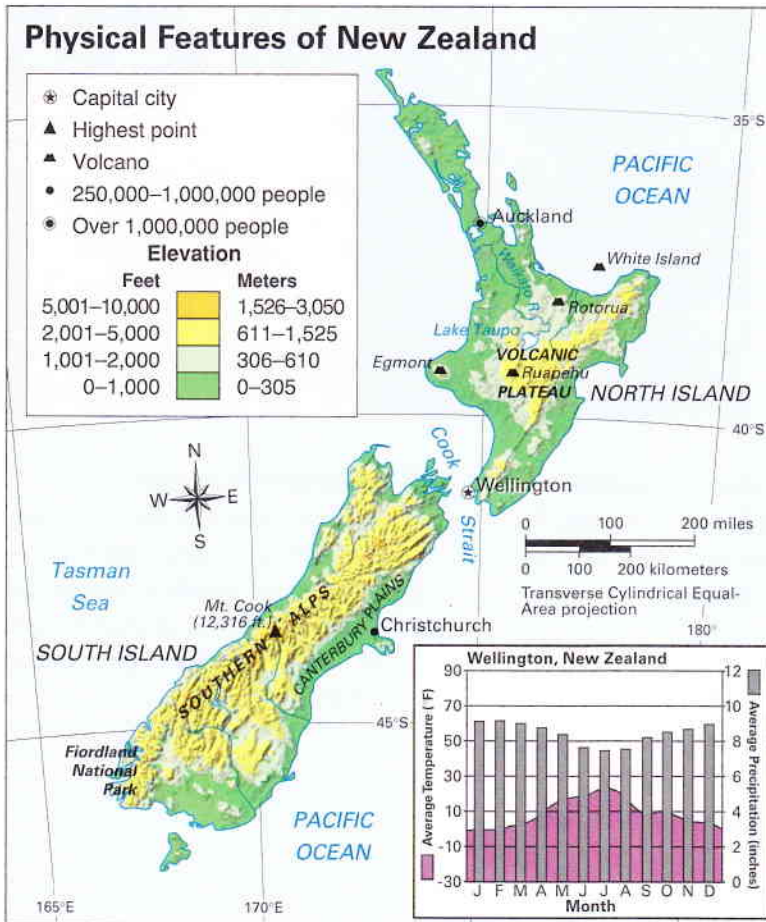 Physical Features of New Zealand
Capital city
Highest point
Volcano
250,000–1,000,000 people
Over 1,000,000 people
Elevation
Feet Meters
5,001–10,000 1,526–3,050
2,001–5,000 611–1,525
1,001–2,000 306–610
0–1,000 0–305
35°S
PACIFIC
OCEAN
Auckland
White Island
Waikato R.
Rotorua
Lake Taupo
VOLCANIC
Egmont
Ruapehu
PLATEAU
NORTH ISLAND
40°S
Cook
Strait
Wellington
N
W E
S
0 100 200 miles
0 100 200 kilometers
Transverse Cylindrical Equal-
Area projection
Tasman
Sea
Mt. Cook
(12,316 ft.)
SOUTHERN ALPS
CANTERBURY PLAINS
Christchurch
180°
SOUTH ISLAND
45°S
Fiordland
National
Park
PACIFIC
OCEAN
165°E
170°E
Wellington, New Zealand
Average Temperature (°F)
90
70
50
30
10
-10
-30
12
10
8
6
4
2
0
Average Precipitation (inches)
J F M A M J J A S O N D
Month